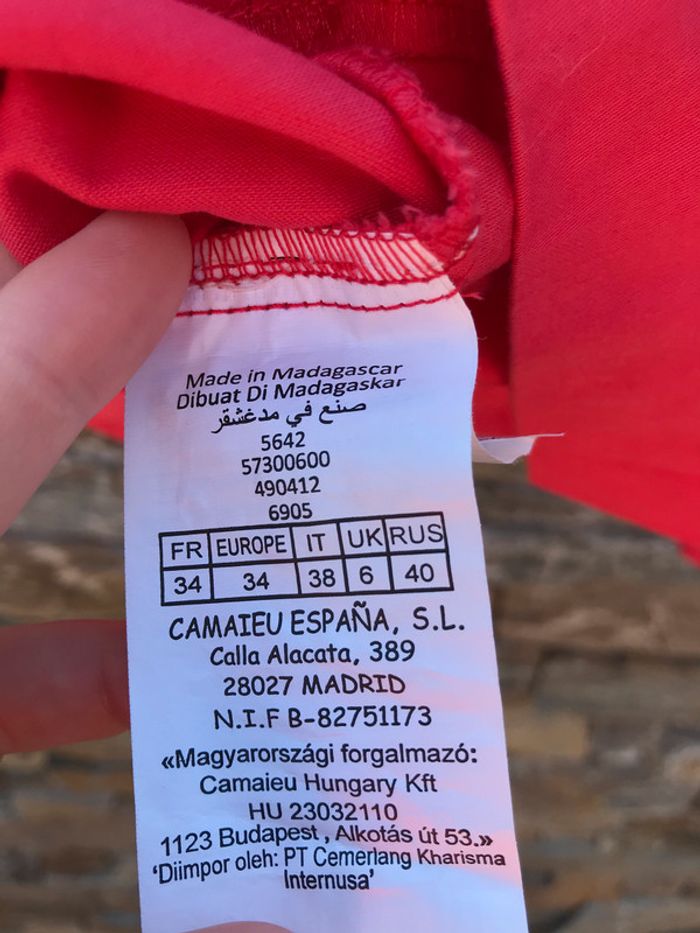 Made in Madagascar
Dibuat Di Madagaskar
صنع في مدغشقر
5642
57300600
490412
6905
FR EUROPE IT UK RUS
34 34 38 6 40
CAMAIEU ESPAÑA, S.L.
Calla Alacata, 389
28027 MADRID
N.I.F B-82751173
«Magyarországi forgalmazó:
Camaieu Hungary Kft
HU 23032110
1123 Budapest , Alkotás út 53.»
'Diimpor oleh: PT Cemerlang Kharisma
Internusa'